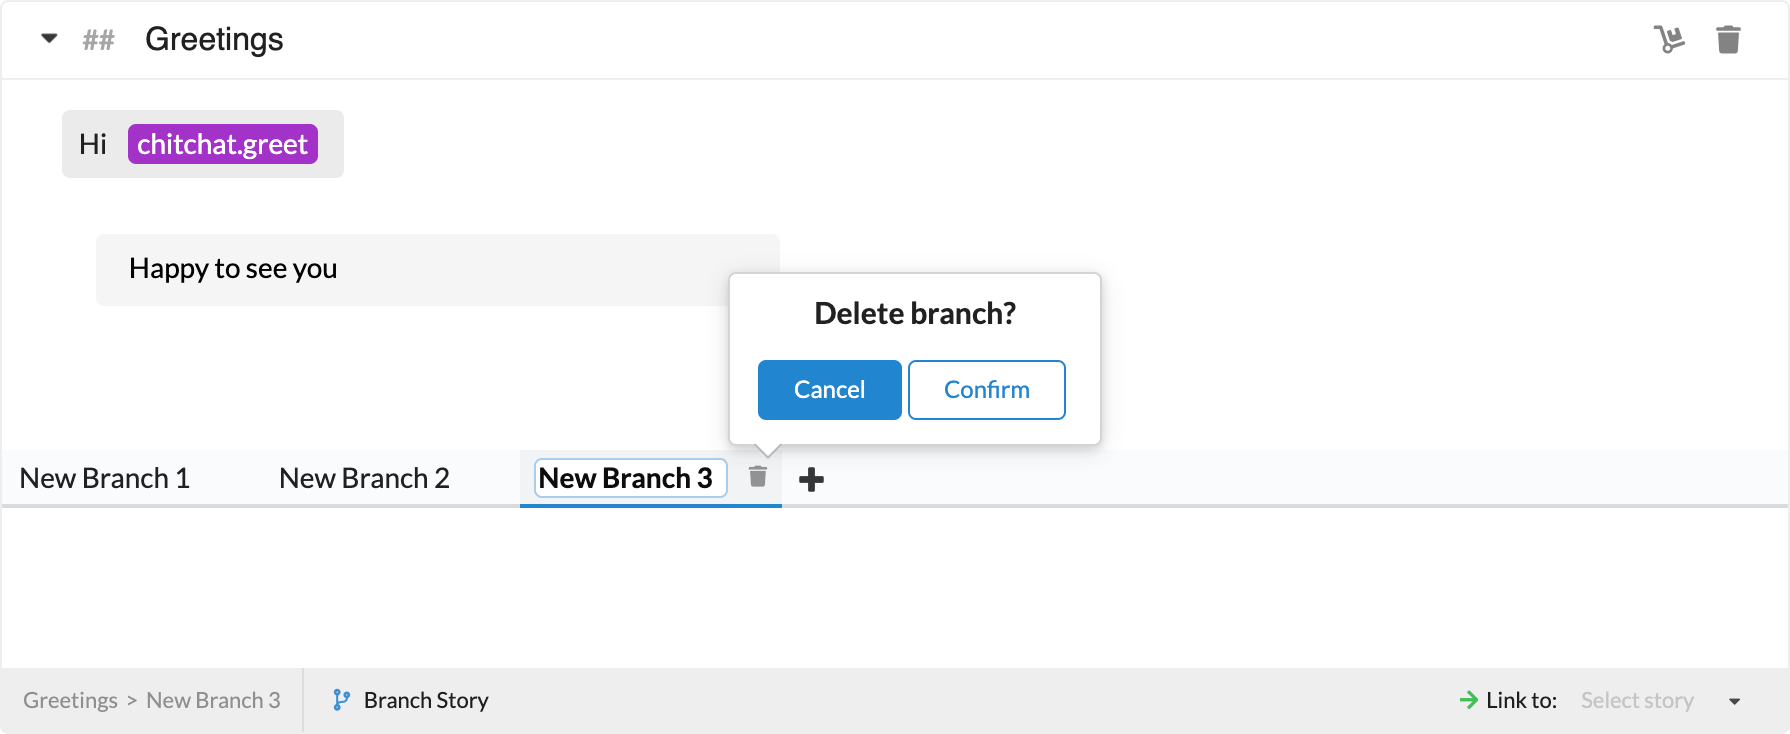 ## Greetings
Hi chitchat.greet
Happy to see you
Delete branch?
Cancel Confirm
New Branch 1 New Branch 2 New Branch 3
Greetings > New Branch 3 Branch Story Link to: Select story